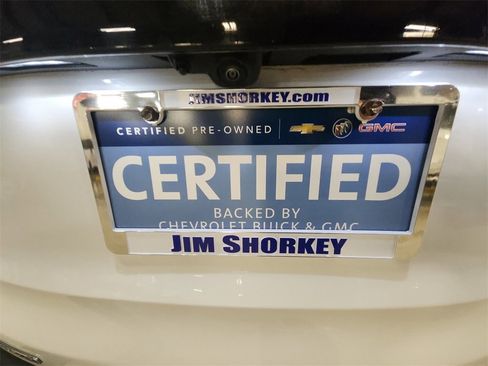 JIMSHORKEY.com
CERTIFIED PRE-OWNED GMC
CERTIFIED
BACKED BY
CHEVROLET BUICK & GMC
JIM SHORKEY